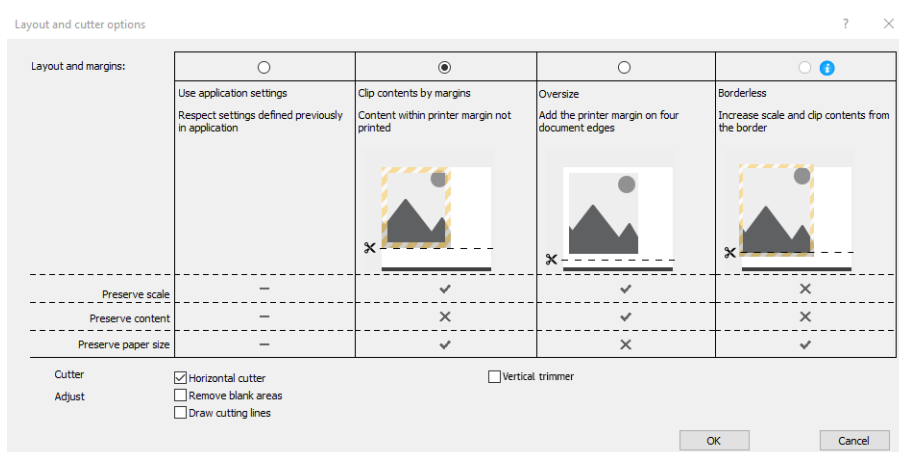 Layout and cutter options
?
Layout and margins:
i
Use application settings
Respect settings defined previously
in application
Clip contents by margins
Content within printer margin not
printed
Oversize
Add the printer margin on four
document edges
Borderless
Increase scale and clip contents from
the border
Preserve scale
Preserve content
Preserve paper size
Cutter
Horizontal cutter
Vertical trimmer
Adjust
Remove blank areas
Draw cutting lines
OK
Cancel